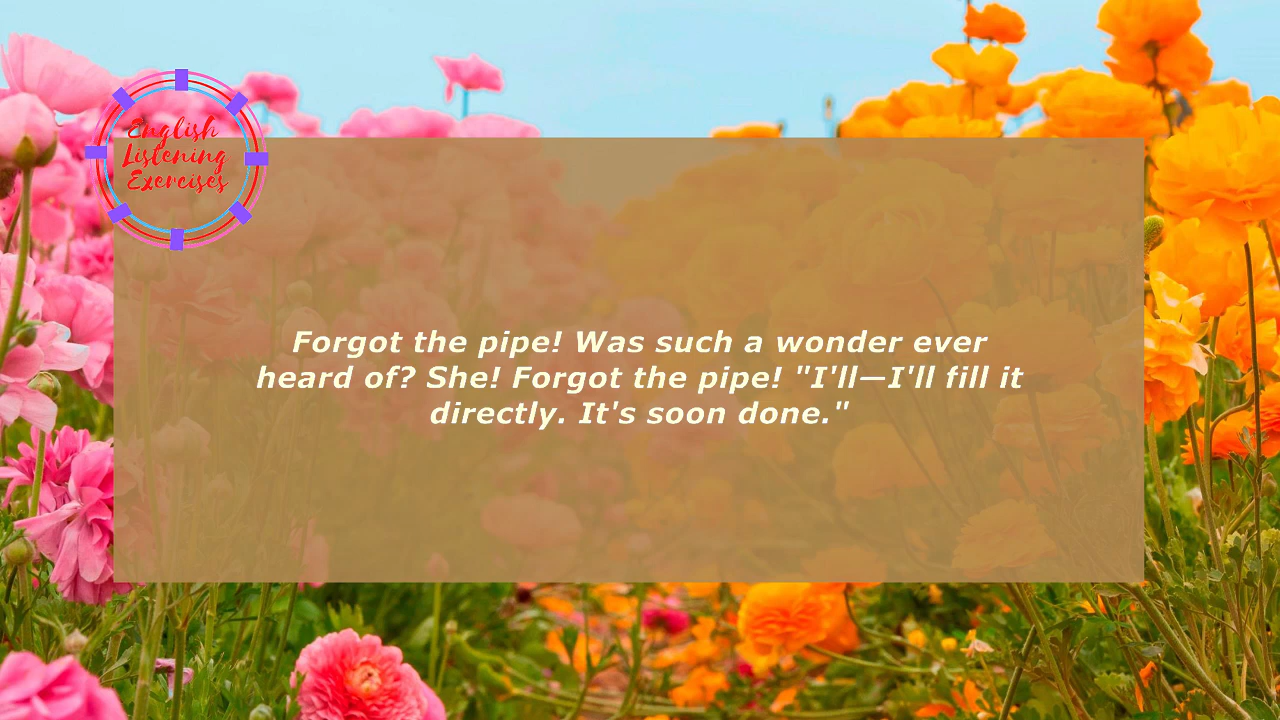 English
Listening
Exercises
Forgot the pipe! Was such a wonder ever
heard of? She! Forgot the pipe! "I'll—I'll fill it
directly. It's soon done."